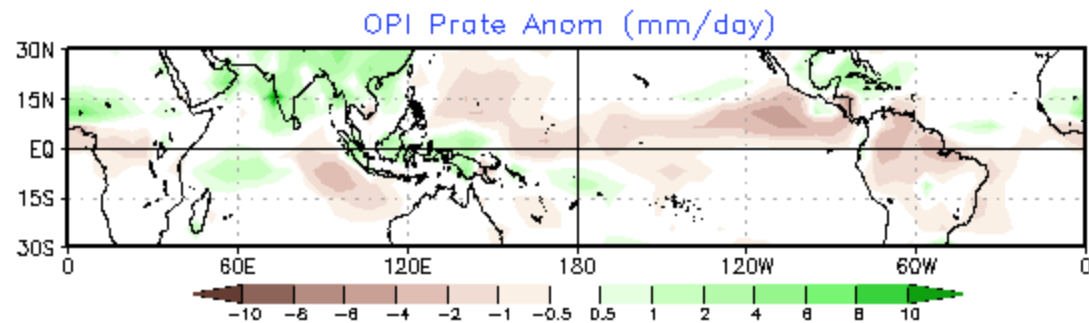 OPI Prate Anom (mm/day)
30N
15N
EQ
15S
30S
0 60E 120E 180 120W 60W 0
-10 -8 -6 -4 -2 -1 -0.5 0.5 1 2 4 6 8 10